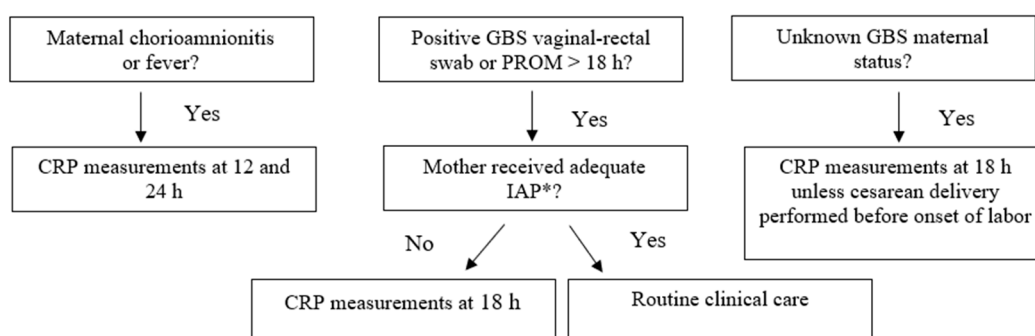 Maternal chorioamnionitis
or fever?
Yes
CRP measurements at 12 and
24 h
Positive GBS vaginal-rectal
swab or PROM > 18 h?
Yes
Mother received adequate
IAP*?
No
Yes
CRP measurements at 18 h
Routine clinical care
Unknown GBS maternal
status?
Yes
CRP measurements at 18 h
unless cesarean delivery
performed before onset of labor